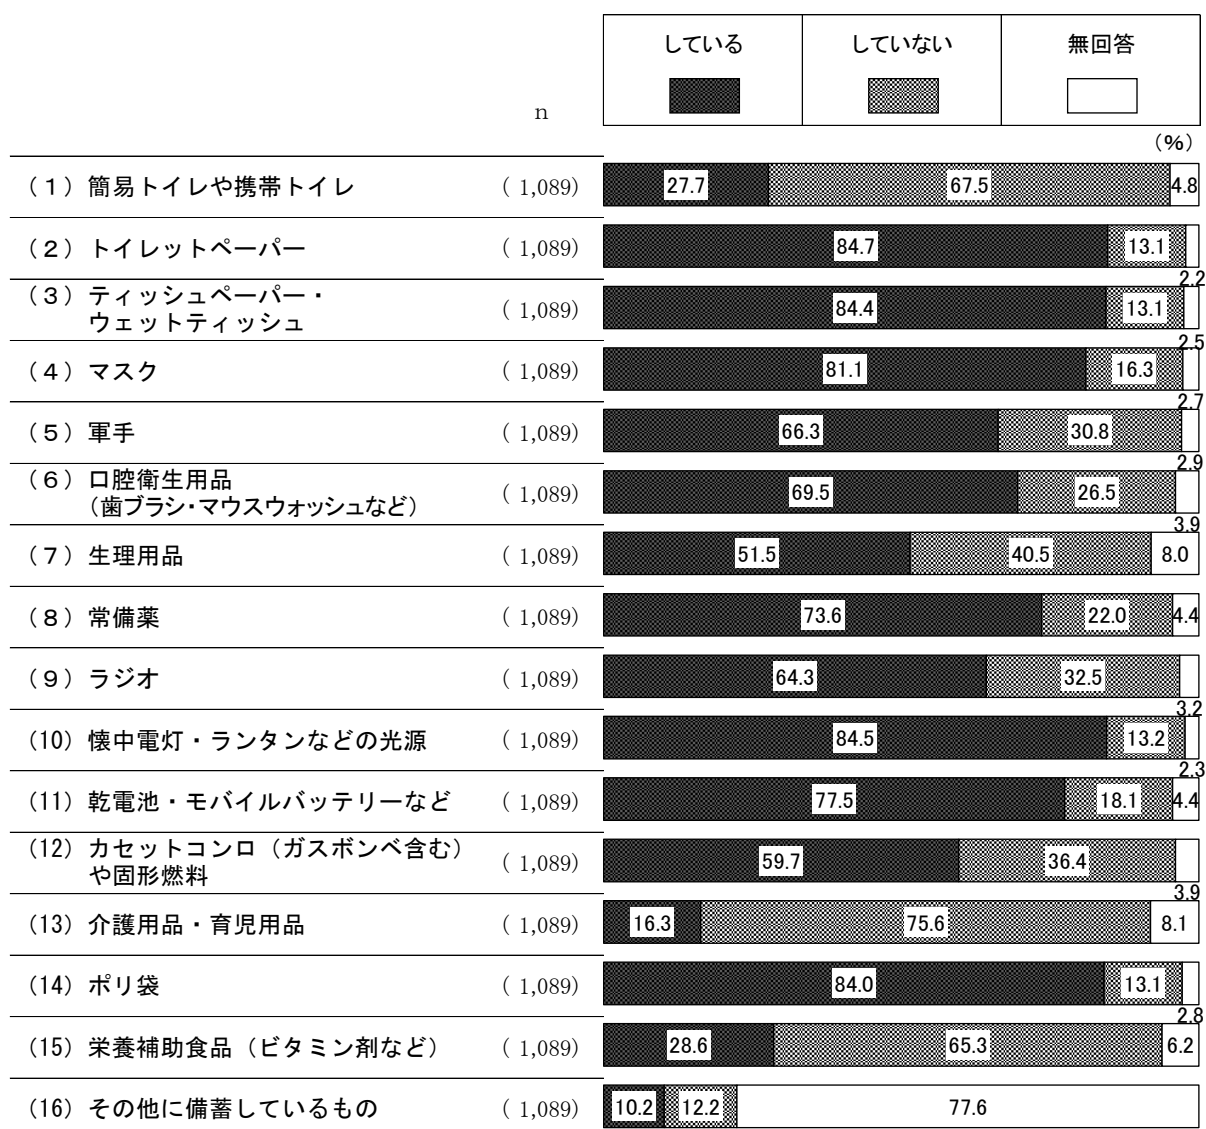 している していない 無回答
n
(%)
(1) 簡易トイレや携帯トイレ ( 1,089) 27.7 67.5 4.8
(2) トイレットペーパー ( 1,089) 84.7 13.1
2.2
(3) ティッシュペーパー・
ウェットティッシュ ( 1,089) 84.4 13.1
2.5
(4) マスク ( 1,089) 81.1 16.3
2.7
(5) 軍手 ( 1,089) 66.3 30.8
2.9
(6) 口腔衛生用品
(歯ブラシ・マウスウォッシュなど) ( 1,089) 69.5 26.5
3.9
(7) 生理用品 ( 1,089) 51.5 40.5 8.0
(8) 常備薬 ( 1,089) 73.6 22.0 4.4
(9) ラジオ ( 1,089) 64.3 32.5
3.2
(10) 懐中電灯・ランタンなどの光源 ( 1,089) 84.5 13.2
2.3
(11) 乾電池・モバイルバッテリーなど ( 1,089) 77.5 18.1 4.4
(12) カセットコンロ(ガスボンベ含む)
や固形燃料 ( 1,089) 59.7 36.4
3.9
(13) 介護用品・育児用品 ( 1,089) 16.3 75.6 8.1
(14) ポリ袋 ( 1,089) 84.0 13.1
2.8
(15) 栄養補助食品(ビタミン剤など) ( 1,089) 28.6 65.3 6.2
(16) その他に備蓄しているもの ( 1,089) 10.2 12.2 77.6